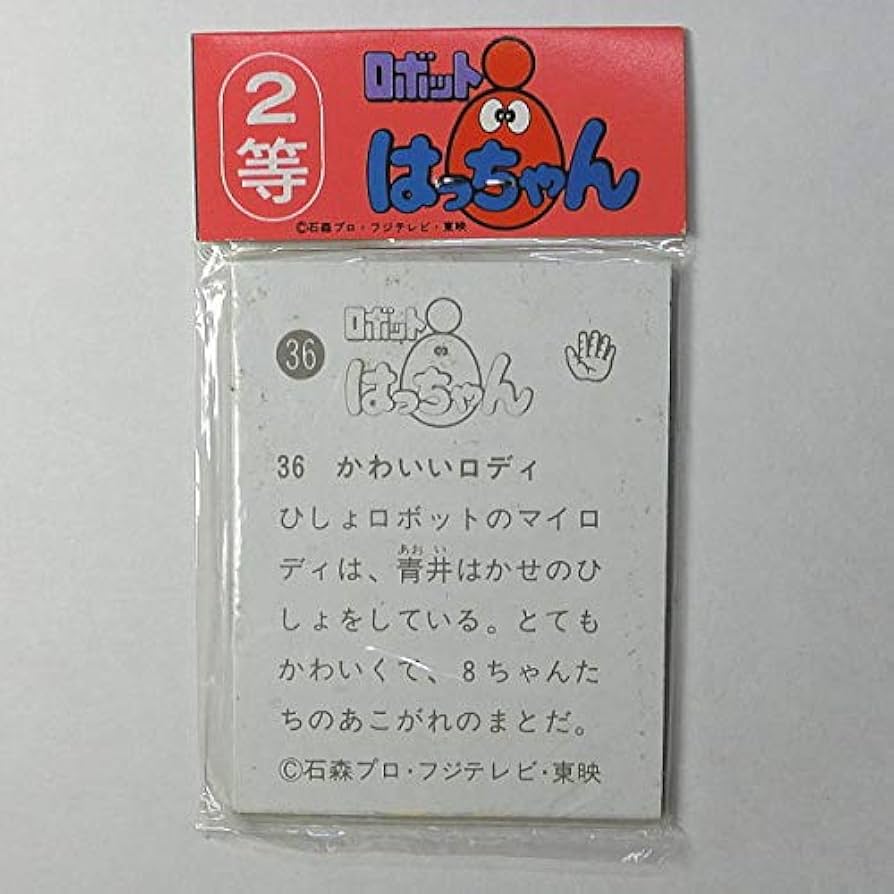 2等
ロボット
はっちゃん
©石森プロ・フジテレビ・東映
36
ロボット
はっちゃん
36 かわいいロディ
ひしょロボットのマイロ
あおい
ディは、青井はかせのひ
しょをしている。とても
かわいくて、8ちゃんた
ちのあこがれのまとだ。
©石森プロ・フジテレビ・東映